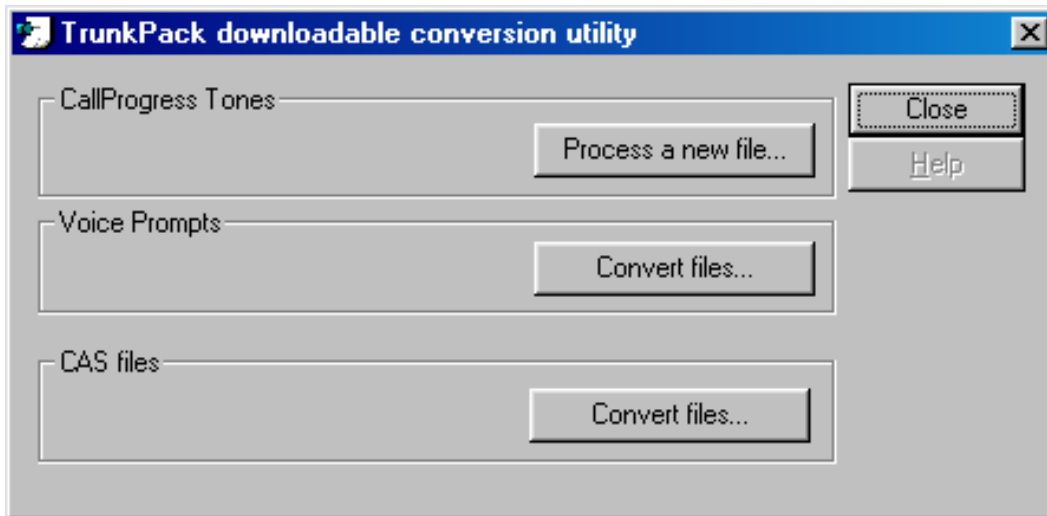 TrunkPack downloadable conversion utility
CallProgress Tones
Process a new file...
Close
Help
Voice Prompts
Convert files...
CAS files
Convert files...